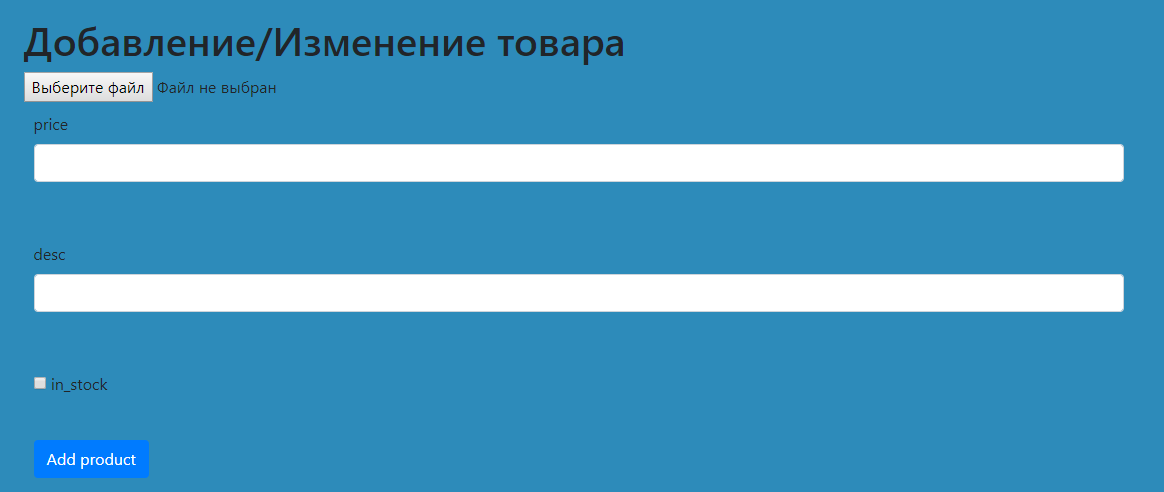 Добавление/Изменение товара
Выберите файл Файл не выбран
price
desc
in_stock
Add product